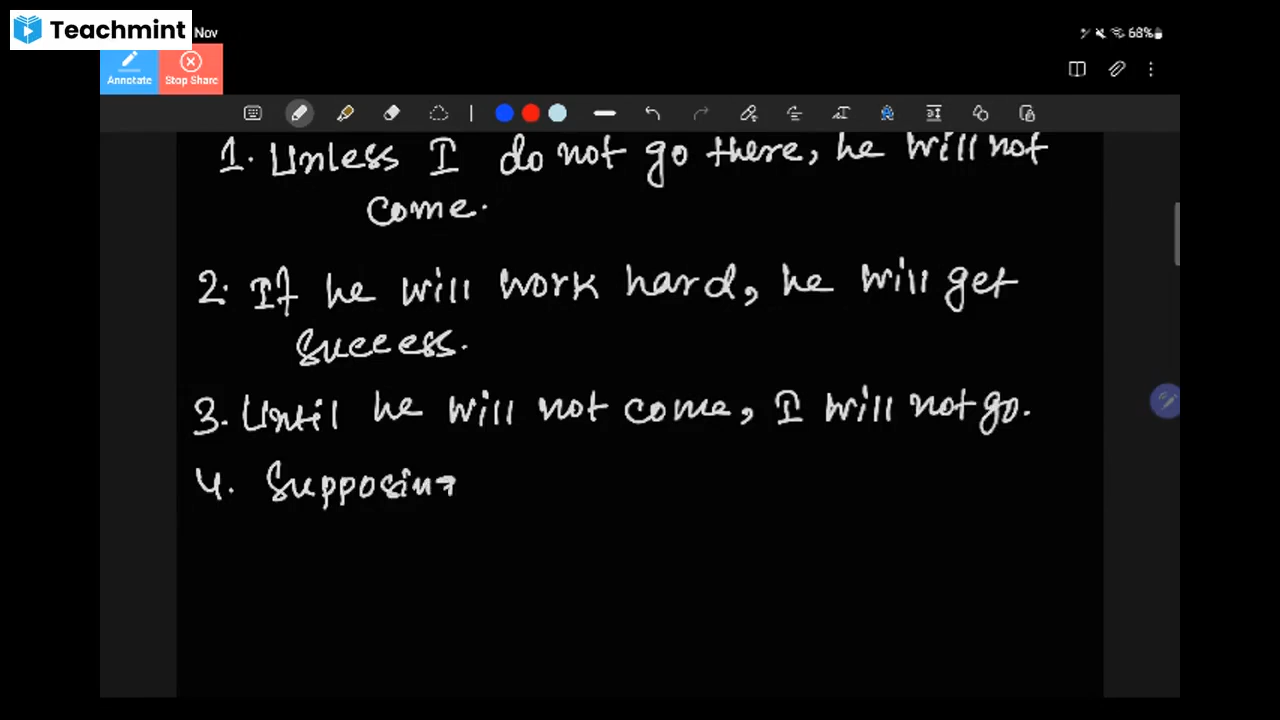 Teachmint
Nov
68%
Annotate
Stop Share
1. Unless I do not go there, he will not
come.
2. If he will work hard, he will get
success.
3. Until he will not come, I will not go.
4. Supposin